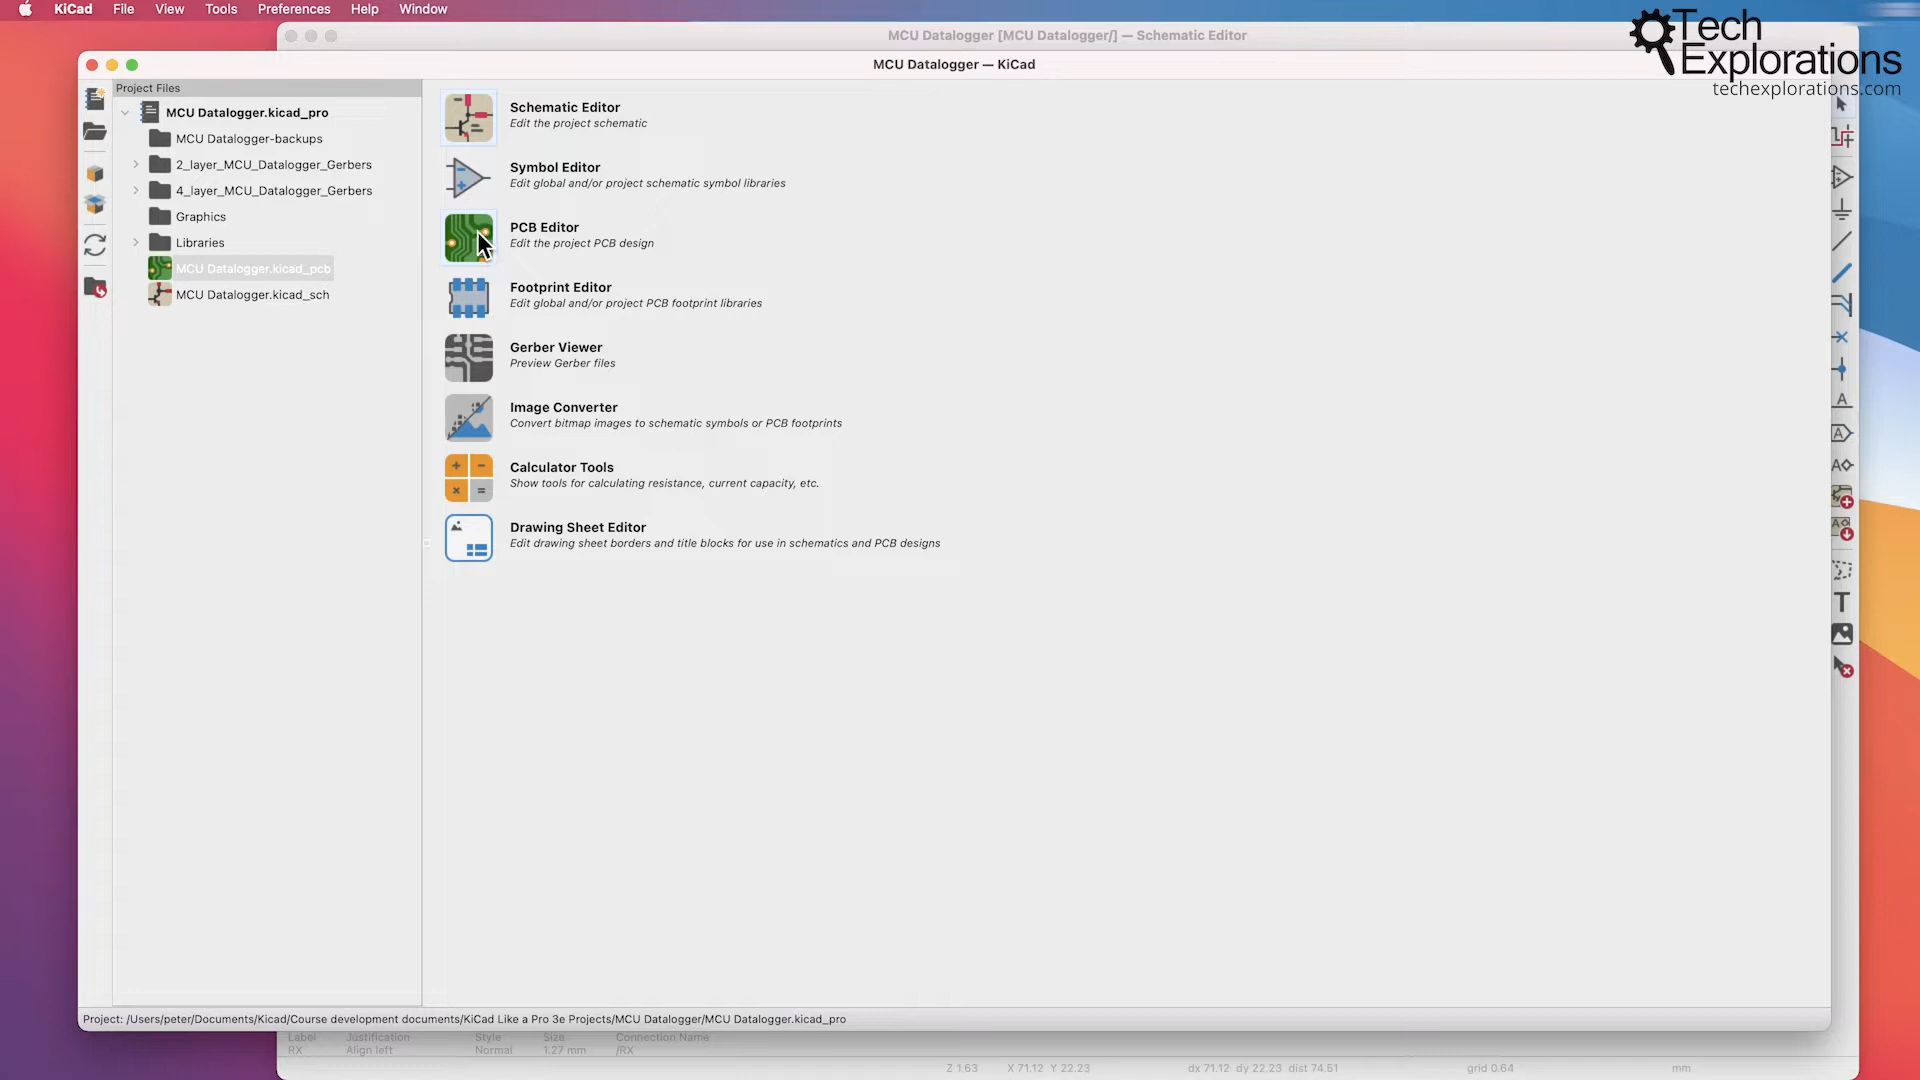 KiCad File View Tools Preferences Help Window
MCU Datalogger [MCU Datalogger/] — Schematic Editor
Tech
Explorations
techexplorations.com
MCU Datalogger — KiCad
Project Files
MCU Datalogger.kicad_pro
MCU Datalogger-backups
2_layer_MCU_Datalogger_Gerbers
4_layer_MCU_Datalogger_Gerbers
Graphics
Libraries
MCU Datalogger.kicad_pcb
MCU Datalogger.kicad_sch
Schematic Editor
Edit the project schematic
Symbol Editor
Edit global and/or project schematic symbol libraries
PCB Editor
Edit the project PCB design
Footprint Editor
Edit global and/or project PCB footprint libraries
Gerber Viewer
Preview Gerber files
Image Converter
Convert bitmap images to schematic symbols or PCB footprints
Calculator Tools
Show tools for calculating resistance, current capacity, etc.
Drawing Sheet Editor
Edit drawing sheet borders and title blocks for use in schematics and PCB designs
A
A
A
A
T
Project: /Users/peter/Documents/Kicad/Course development documents/KiCad Like a Pro 3e Projects/MCU Datalogger/MCU Datalogger.kicad_pro
Label Justification Style Size Connection Name
RX Align left Normal 1.27 mm /RX
Z 1.63 X 71.12 Y 22.23 dx 71.12 dy 22.23 dist 74.51 grid 0.64 mm